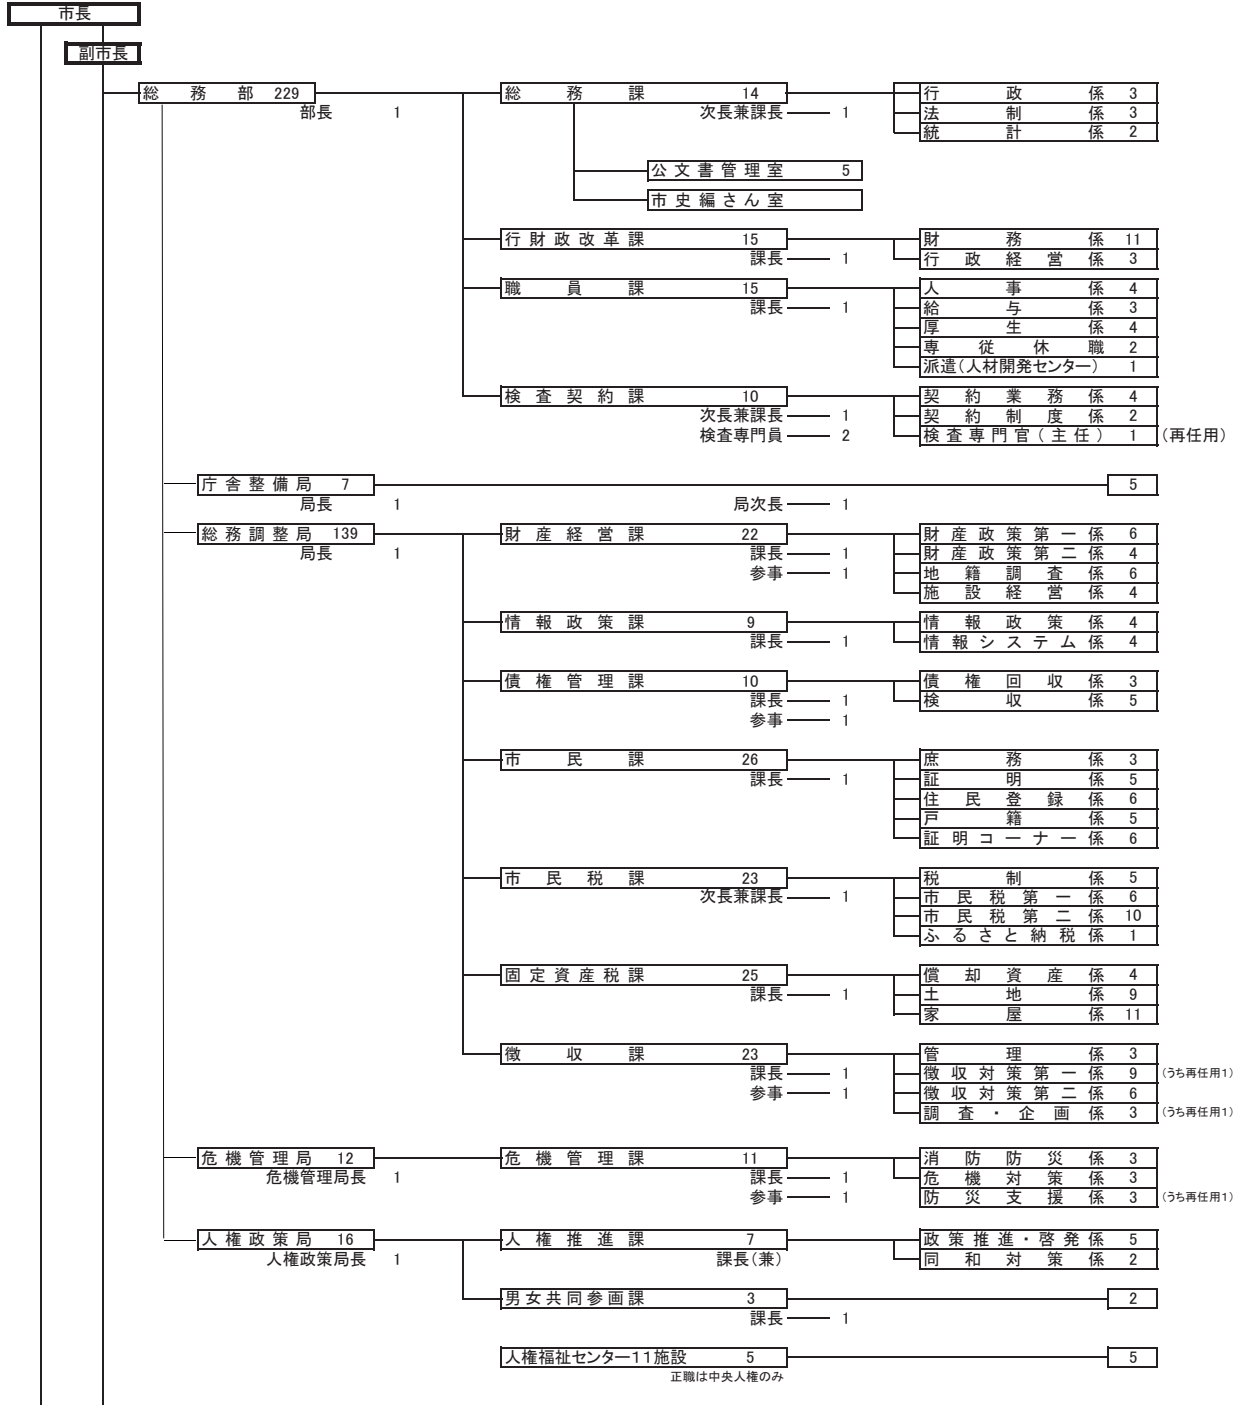 市長
副市長
総務部 229 総務課 14 行政係 3
部長 1 次長兼課長 1 法制係 3
統計係 2
公文書管理室 5
市史編さん室
行財政改革課 15 財務係 11
課長 1 行政経営係 3
職員課 15 人事係 4
課長 1 給与係 3
厚生係 4
専従休職 2
派遣(人材開発センター) 1
検査契約課 10 契約業務係 4
次長兼課長 1 契約制度係 2
検査専門員 2 検査専門官(主任) 1 (再任用)
庁舎整備局 7 5
局長 1 局次長 1
総務調整局 139 財産経営課 22 財産政策第一係 6
局長 1 課長 1 財産政策第二係 4
参事 1 地籍調査係 6
施設経営係 4
情報政策課 9 情報政策係 4
課長 1 情報システム係 4
債権管理課 10 債権回収係 3
課長 1 検収係 5
参事 1
市民課 26 庶務係 3
課長 1 証明係 5
住民登録係 6
戸籍係 5
証明コーナー係 6
市民税課 23 税制係 5
次長兼課長 1 市民税第一係 6
市民税第二係 10
ふるさと納税係 1
固定資産税課 25 償却資産係 4
課長 1 土地係 9
家屋係 11
徴収課 23 管理係 3
課長 1 徴収対策第一係 9 (うち再任用1)
参事 1 徴収対策第二係 6
調査・企画係 3 (うち再任用1)
危機管理局 12 危機管理課 11 消防防災係 3
危機管理局長 1 課長 1 危機対策係 3
参事 1 防災支援係 3 (うち再任用1)
人権政策局 16 人権推進課 7 政策推進・啓発係 5
人権政策局長 1 課長(兼) 同和対策係 2
男女共同参画課 3 2
課長 1
人権福祉センター11施設 5 5
正職は中央人権のみ